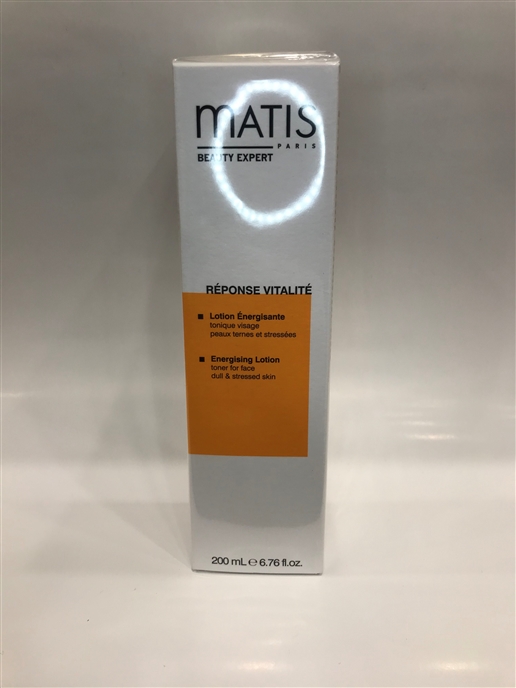 mATIS
PARIS
BEAUTY EXPERT
RÉPONSE VITALITÉ
Lotion Énergisante
tonique visage
peaux ternes et stressées
Energising Lotion
toner for face
dull & stressed skin
200 mL ℮ 6.76 fl.oz.